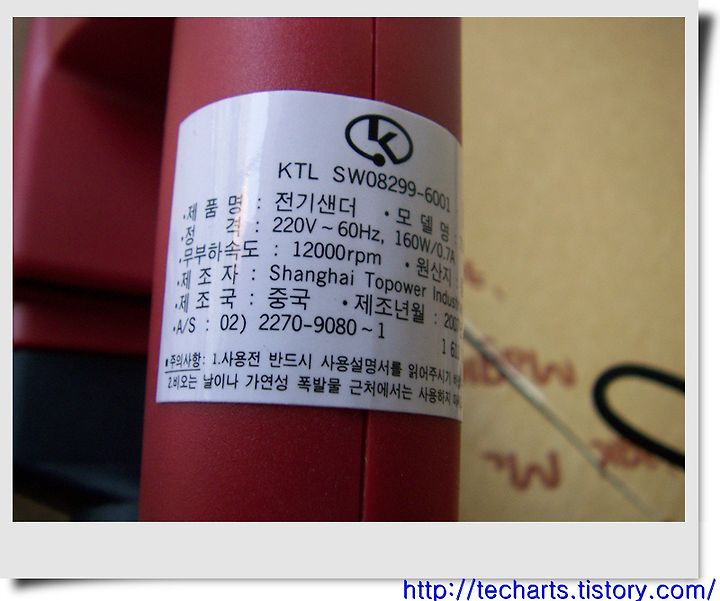 KTL SW08299-6001
·제 품 명 : 전기샌더 ·모 델 명 :
·정 격 : 220V~60Hz, 160W/0.7A
·무부하속도 : 12000rpm ·원산지 :
·제 조 자 : Shanghai Topower
·제 조 국 : 중국 ·제조년월 :
·A/S : 02) 2270-9080~1
■주의사항: 1.사용전 반드시 사용설명서를 읽어주시기
2.비오는 날이나 가연성 폭발물 근처에서는 사용하지
http://techarts.tistory.com/